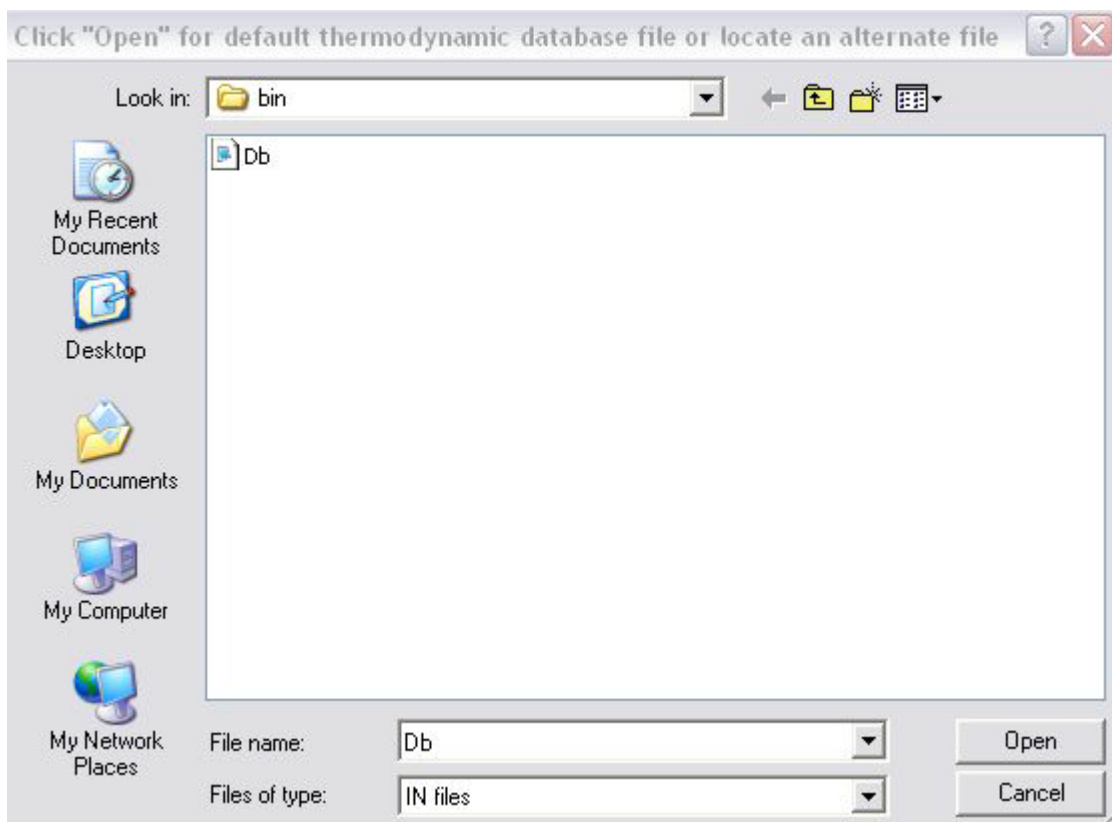 Click "Open" for default thermodynamic database file or locate an alternate file
Look in:
bin
Db
My Recent
Documents
Desktop
My Documents
My Computer
My Network
Places
File name:
Db
Open
Files of type:
IN files
Cancel